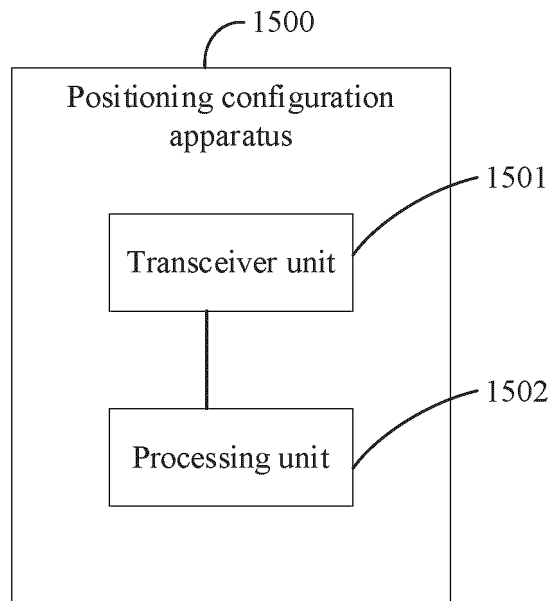 1500
Positioning configuration
apparatus
1501
Transceiver unit
1502
Processing unit